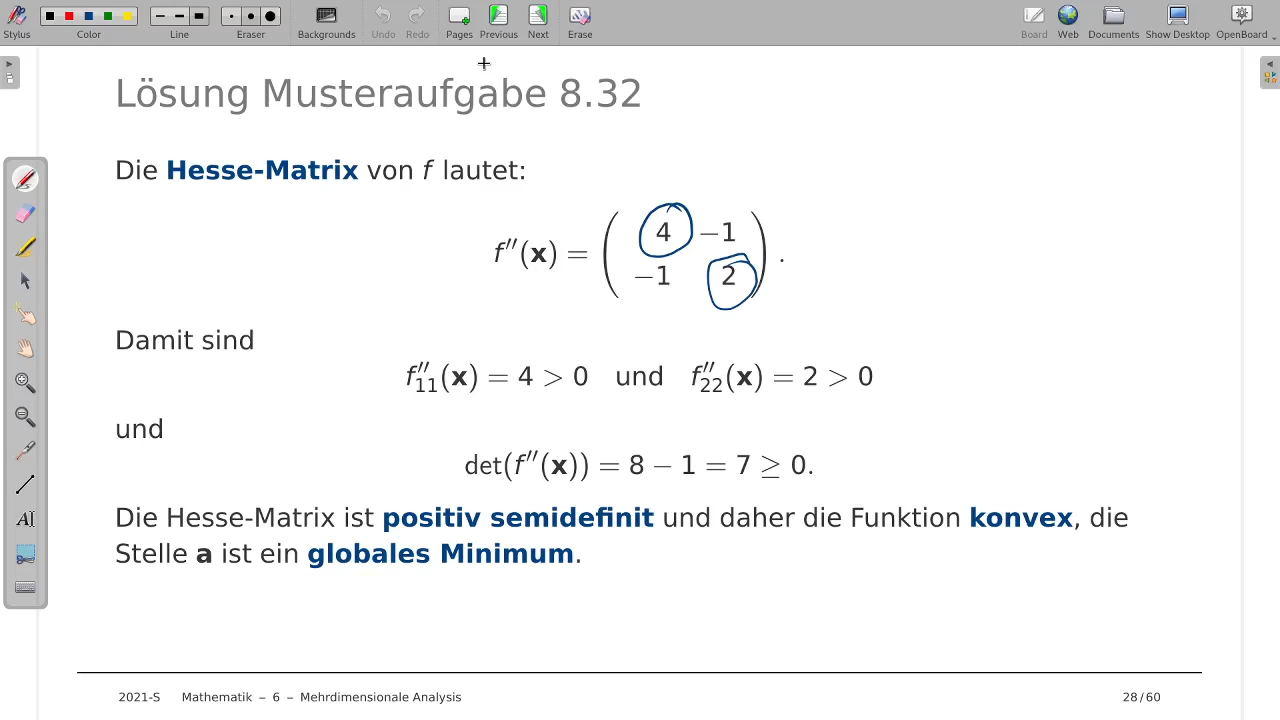 Stylus Color Line Eraser Backgrounds Undo Redo Pages Previous Next Erase Board Web Documents Show Desktop OpenBoard
Lösung Musteraufgabe 8.32
Die Hesse-Matrix von f lautet:
f′′(x) = ( 4 −1
−1 2 ) .
Damit sind
f′′11(x) = 4 > 0 und f′′22(x) = 2 > 0
und
det(f′′(x)) = 8 − 1 = 7 ≥ 0.
Die Hesse-Matrix ist positiv semidefinit und daher die Funktion konvex, die
Stelle a ist ein globales Minimum.
2021-S Mathematik – 6 – Mehrdimensionale Analysis 28 / 60